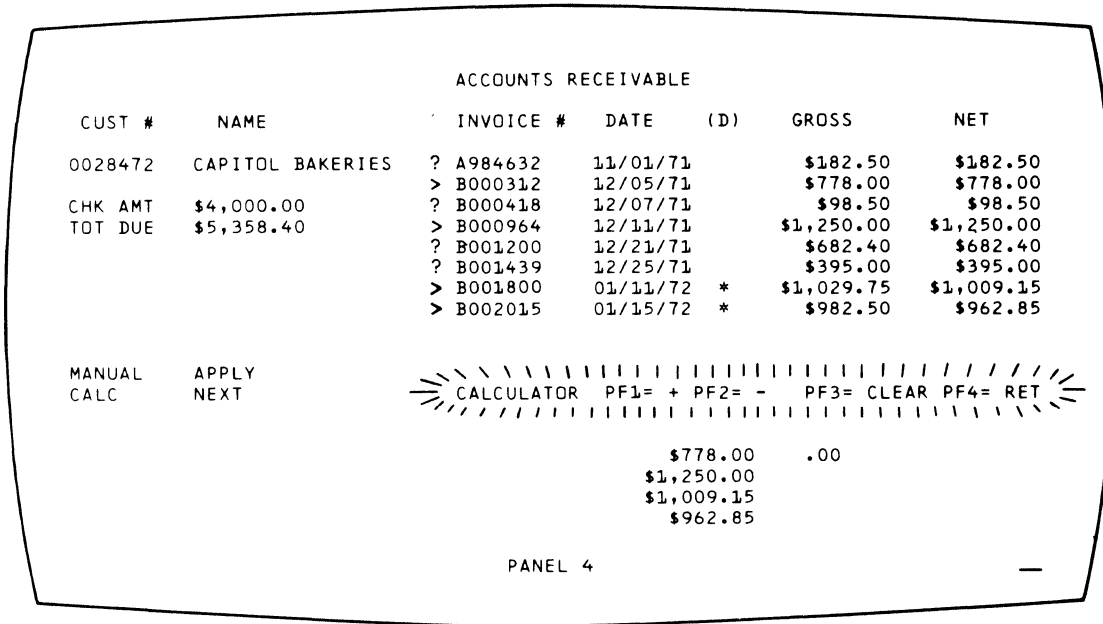 ACCOUNTS RECEIVABLE
CUST # NAME INVOICE # DATE (D) GROSS NET
0028472 CAPITOL BAKERIES ? A984632 11/01/71 $182.50 $182.50
> B000312 12/05/71 $778.00 $778.00
CHK AMT $4,000.00 ? B000418 12/07/71 $98.50 $98.50
TOT DUE $5,358.40 > B000964 12/11/71 $1,250.00 $1,250.00
? B001200 12/21/71 $682.40 $682.40
? B001439 12/25/71 $395.00 $395.00
> B001800 01/11/72 * $1,029.75 $1,009.15
> B002015 01/15/72 * $982.50 $962.85
MANUAL APPLY
CALC NEXT CALCULATOR PF1= + PF2= - PF3= CLEAR PF4= RET
$778.00 .00
$1,250.00
$1,009.15
$962.85
PANEL 4